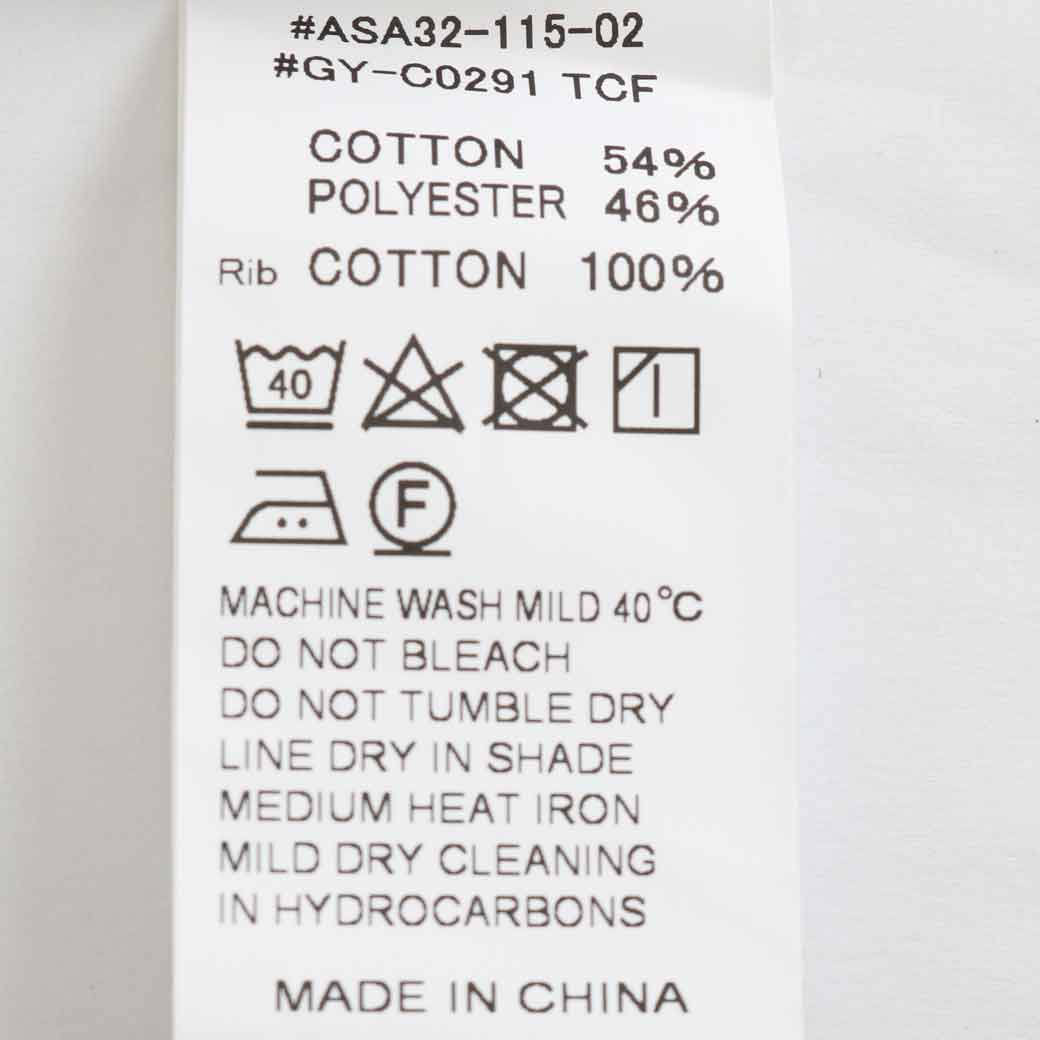 #ASA32-115-02
#GY-C0291 TCF
COTTON 54%
POLYESTER 46%
Rib COTTON 100%
40
F
MACHINE WASH MILD 40°C
DO NOT BLEACH
DO NOT TUMBLE DRY
LINE DRY IN SHADE
MEDIUM HEAT IRON
MILD DRY CLEANING
IN HYDROCARBONS
MADE IN CHINA